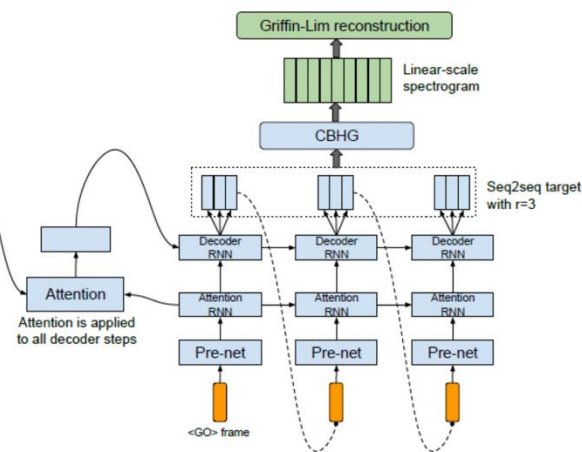 Griffin-Lim reconstruction
Linear-scale
spectrogram
CBHG
Seq2seq target
with r=3
Decoder
RNN
Decoder
RNN
Decoder
RNN
Attention
Attention is applied
to all decoder steps
Attention
RNN
Attention
RNN
Attention
RNN
Pre-net
Pre-net
Pre-net
<GO> frame